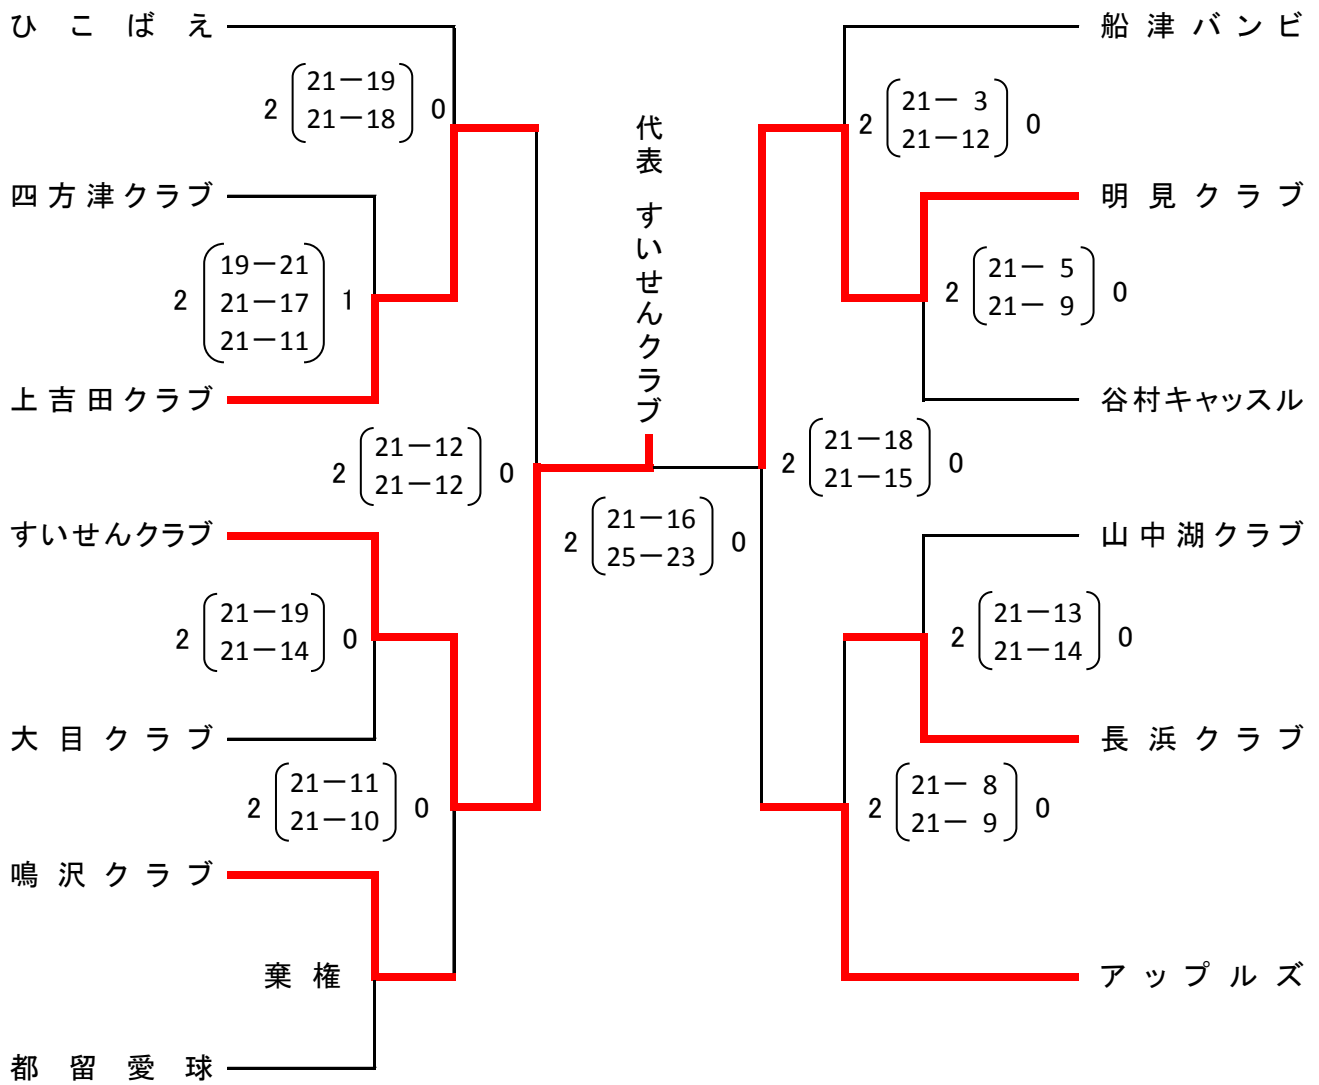 ひこばえ
2 21－19 0
21－18
四方津クラブ
19－21
2 21－17 1
21－11
上吉田クラブ
2 21－12 0
21－12
すいせんクラブ
2 21－19 0
21－14
大目クラブ
2 21－11 0
21－10
鳴沢クラブ
棄権
都留愛球
代表 すいせんクラブ
2 21－16 0
25－23
船津バンビ
2 21－ 3 0
21－12
明見クラブ
2 21－ 5 0
21－ 9
谷村キャッスル
2 21－18 0
21－15
山中湖クラブ
2 21－13 0
21－14
長浜クラブ
2 21－ 8 0
21－ 9
アップルズ